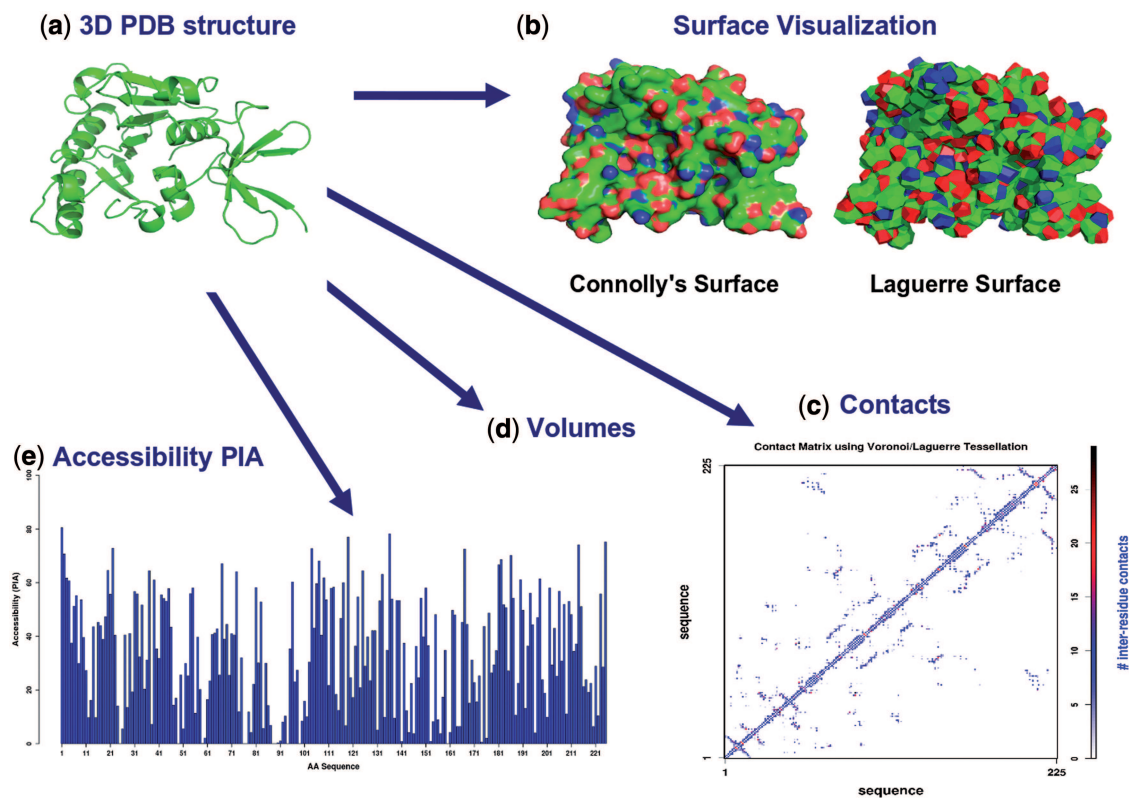 (a) 3D PDB structure
(b) Surface Visualization
Connolly's Surface
Laguerre Surface
(c) Contacts
(d) Volumes
(e) Accessibility PIA
100
80
60
40
20
0
Accessibility (PIA)
1 11 21 31 41 51 61 71 81 91 101 111 121 131 141 151 161 171 181 191 201 211 221
AA Sequence
Contact Matrix using Voronoi/Laguerre Tessellation
225
sequence
1
1 225
sequence
25
20
15
10
5
0
# Inter-residue contacts